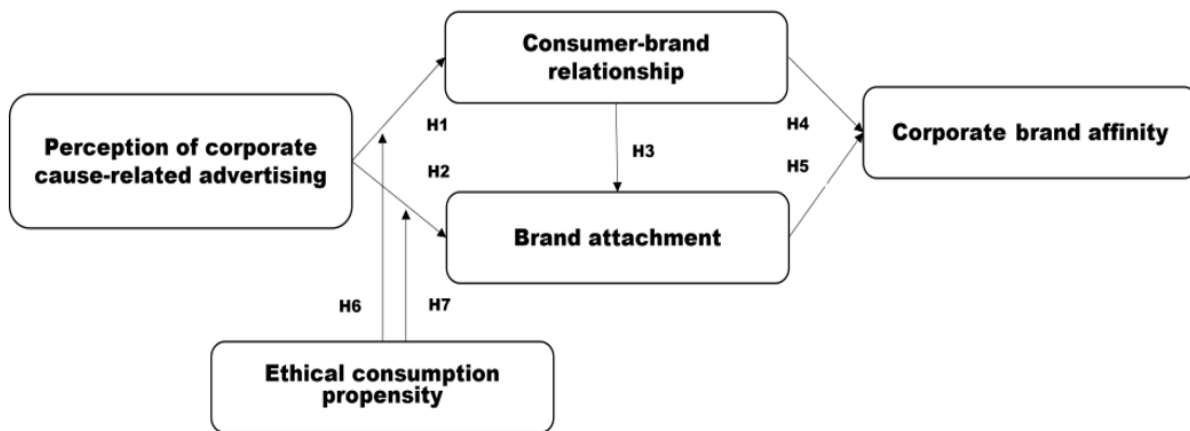 Consumer-brand
relationship
H1
H4
Perception of corporate
cause-related advertising
Corporate brand affinity
H3
H2
H5
Brand attachment
H6
H7
Ethical consumption
propensity